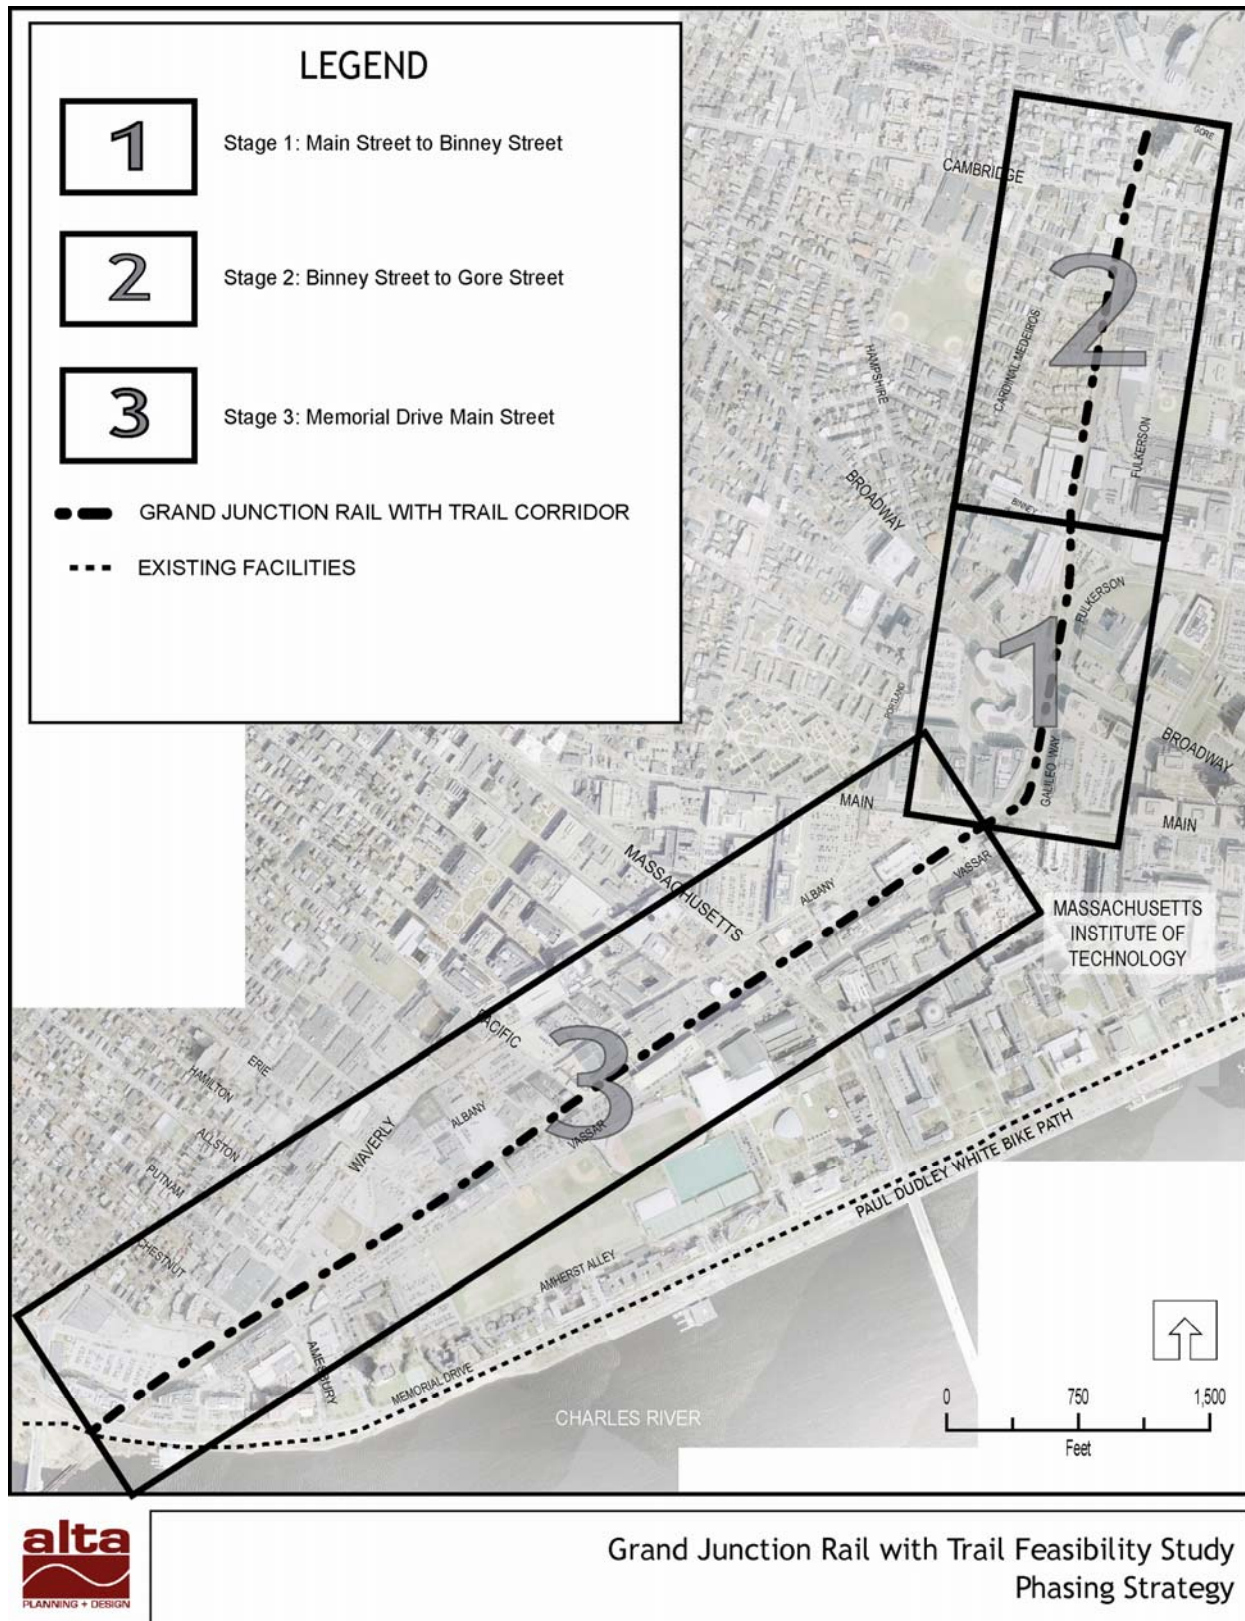 LEGEND
1
Stage 1: Main Street to Binney Street
2
Stage 2: Binney Street to Gore Street
3
Stage 3: Memorial Drive Main Street
GRAND JUNCTION RAIL WITH TRAIL CORRIDOR
EXISTING FACILITIES
GORE
CAMBRIDGE
2
CARDINAL MEDEIROS
HAMPSHIRE
FULKERSON
BROADWAY
BINNEY
FULKERSON
1
PORTLAND
GALILEO WAY
BROADWAY
MAIN
MAIN
VASSAR
MASSACHUSETTS
ALBANY
MASSACHUSETTS
INSTITUTE OF
TECHNOLOGY
PACIFIC
3
ERIE
HAMILTON
ALBANY
VASSAR
ALLSTON
WAVERLY
PUTNAM
PAUL DUDLEY WHITE BIKE PATH
CHESTNUT
AMHERST ALLEY
AMESBURY
MEMORIAL DRIVE
CHARLES RIVER
0 750 1,500
Feet
alta
PLANNING + DESIGN
Grand Junction Rail with Trail Feasibility Study
Phasing Strategy